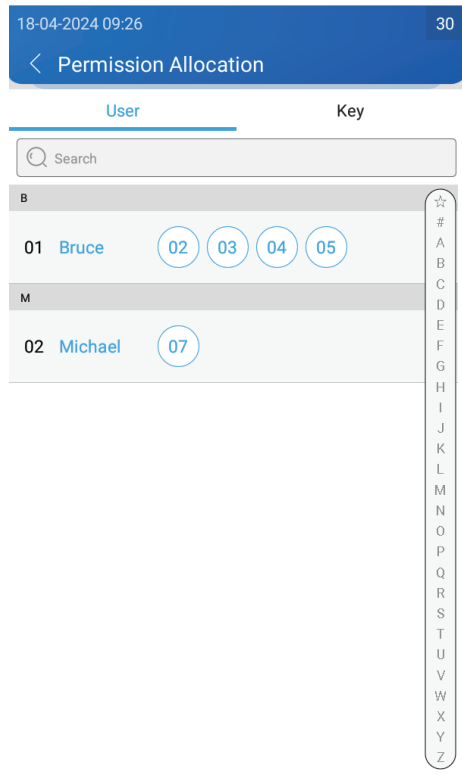 18-04-2024 09:26 30
Permission Allocation
User Key
Search
B
01 Bruce 02 03 04 05
M
02 Michael 07
☆
#
A
B
C
D
E
F
G
H
I
J
K
L
M
N
O
P
Q
R
S
T
U
V
W
X
Y
Z